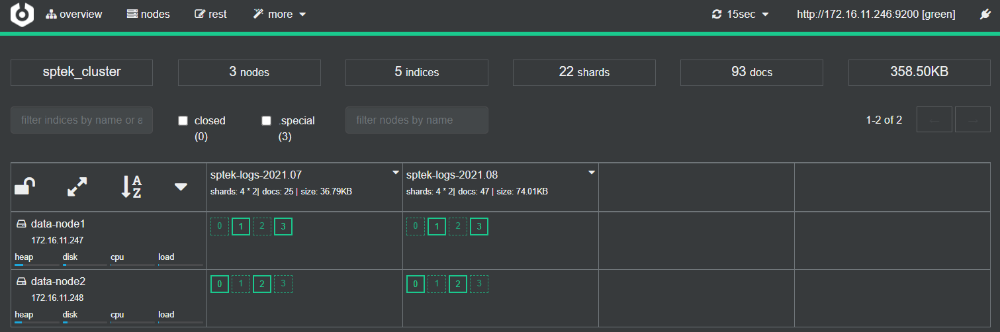 overview nodes rest more 15sec http://172.16.11.246:9200 [green]
sptek_cluster 3 nodes 5 indices 22 shards 93 docs 358.50KB
filter indices by name or a closed (0) .special (3) filter nodes by name 1-2 of 2 ← →
A
Z
sptek-logs-2021.07 sptek-logs-2021.08
shards: 4 * 2| docs: 25 | size: 36.79KB shards: 4 * 2| docs: 47 | size: 74.01KB
data-node1 0 1 2 3 0 1 2 3
172.16.11.247
heap disk cpu load
data-node2 0 1 2 3 0 1 2 3
172.16.11.248
heap disk cpu load